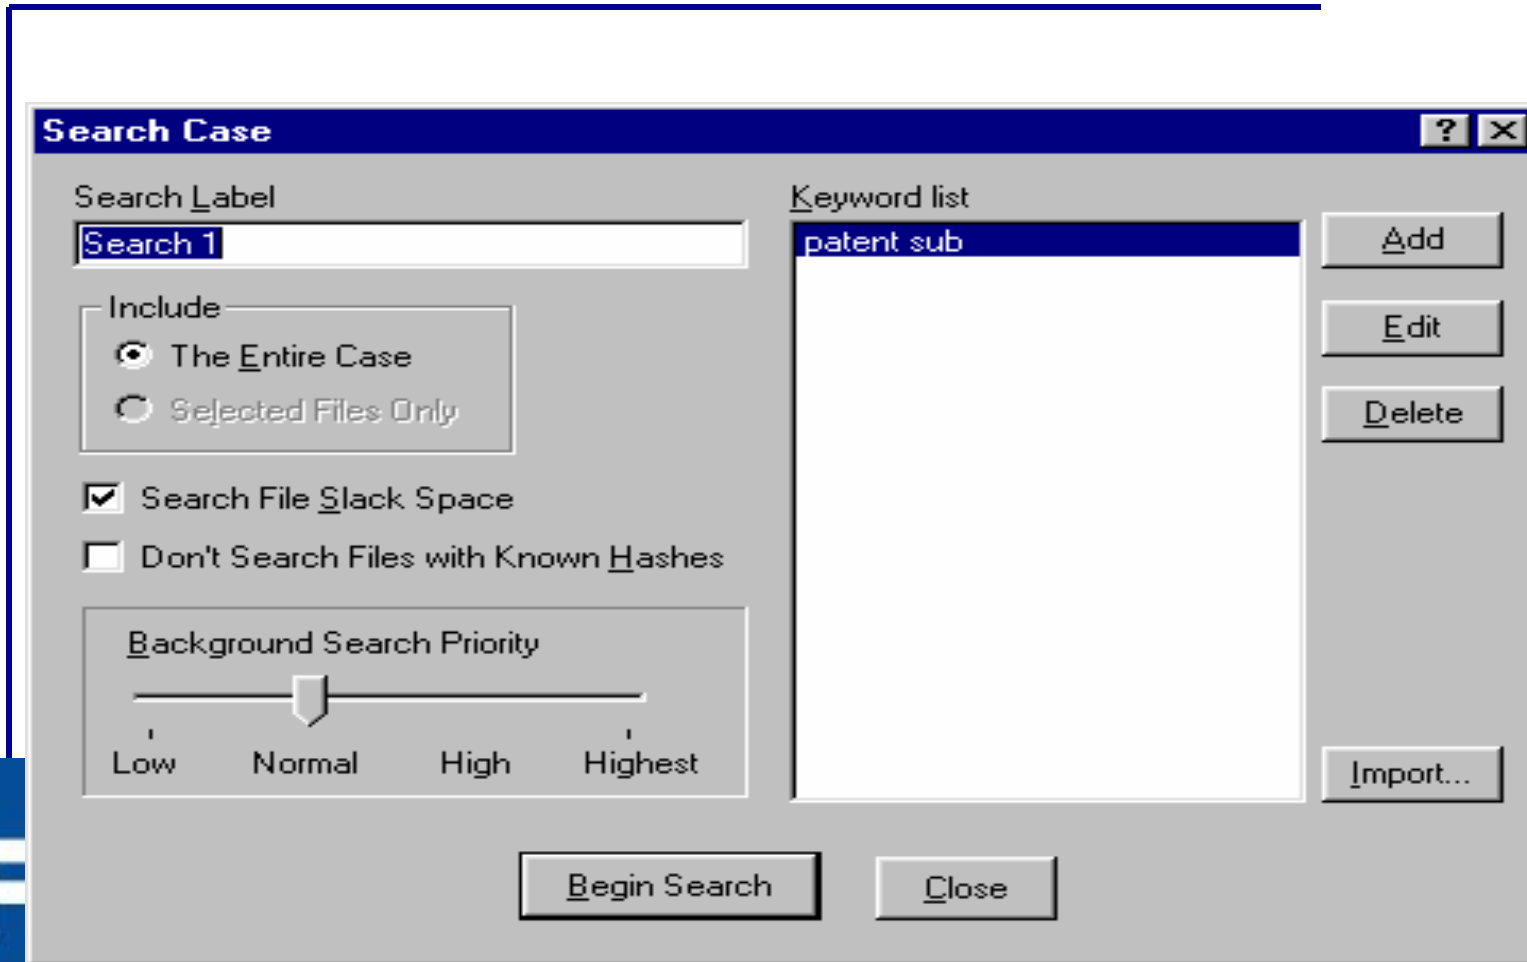 Search Case
Search Label
Search 1
Include
The Entire Case
Selected Files Only
Search File Slack Space
Don't Search Files with Known Hashes
Background Search Priority
Low Normal High Highest
Keyword list
patent sub
Add
Edit
Delete
Import...
Begin Search
Close